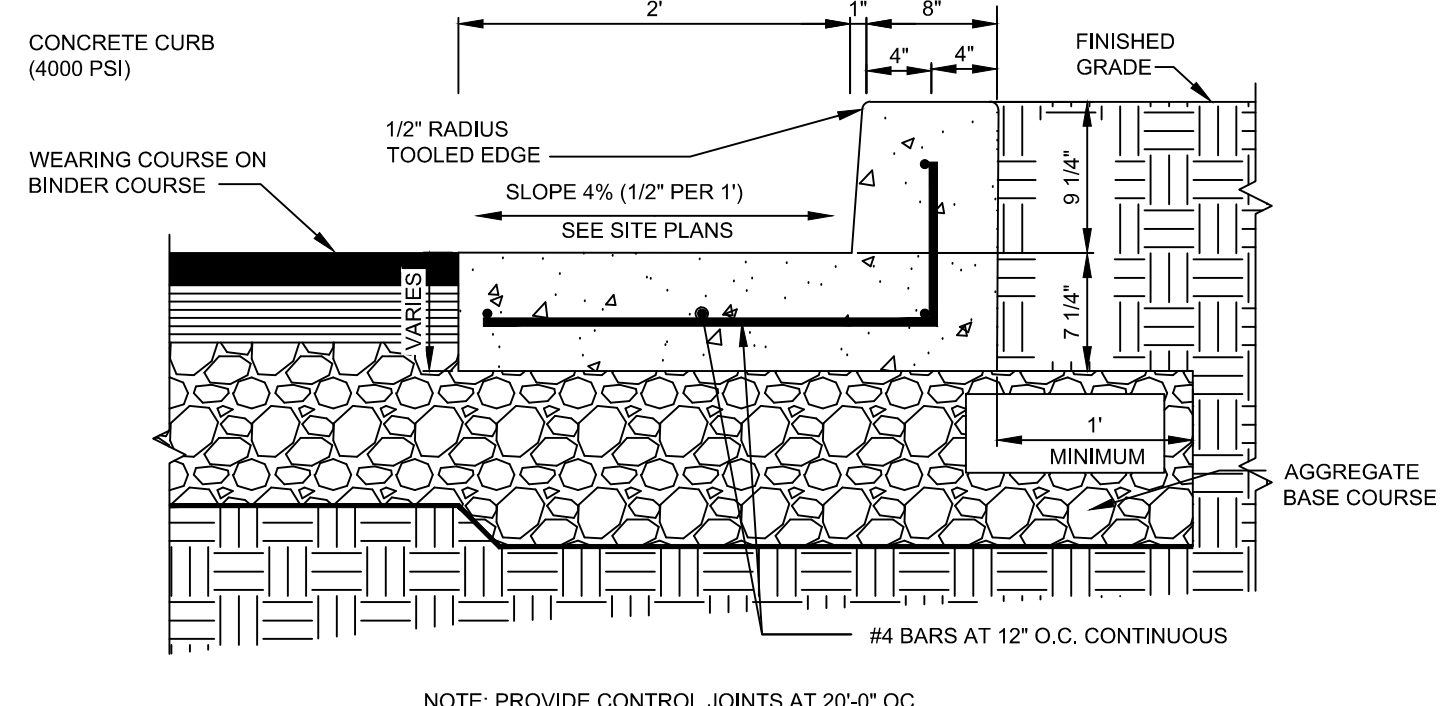 2'
1"
8"
4"
4"
CONCRETE CURB
(4000 PSI)
FINISHED
GRADE
1/2" RADIUS
TOOLED EDGE
WEARING COURSE ON
BINDER COURSE
SLOPE 4% (1/2" PER 1')
SEE SITE PLANS
9 1/4"
VARIES
7 1/4"
1'
MINIMUM
AGGREGATE
BASE COURSE
#4 BARS AT 12" O.C. CONTINUOUS
NOTE: PROVIDE CONTROL JOINTS AT 20'-0" OC